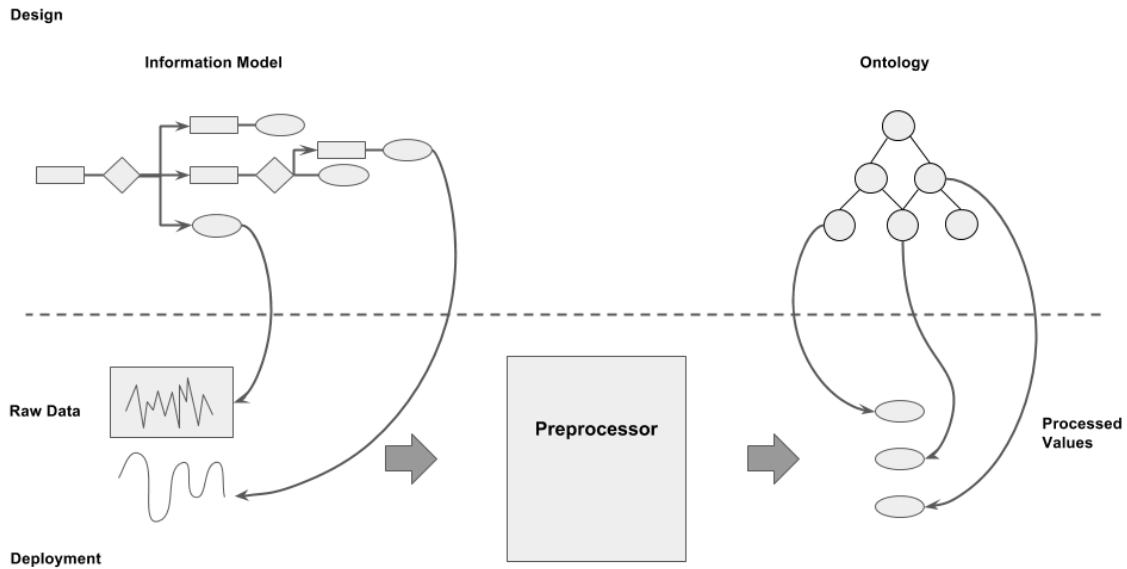 Design
Information Model
Ontology
Raw Data
Preprocessor
Processed
Values
Deployment